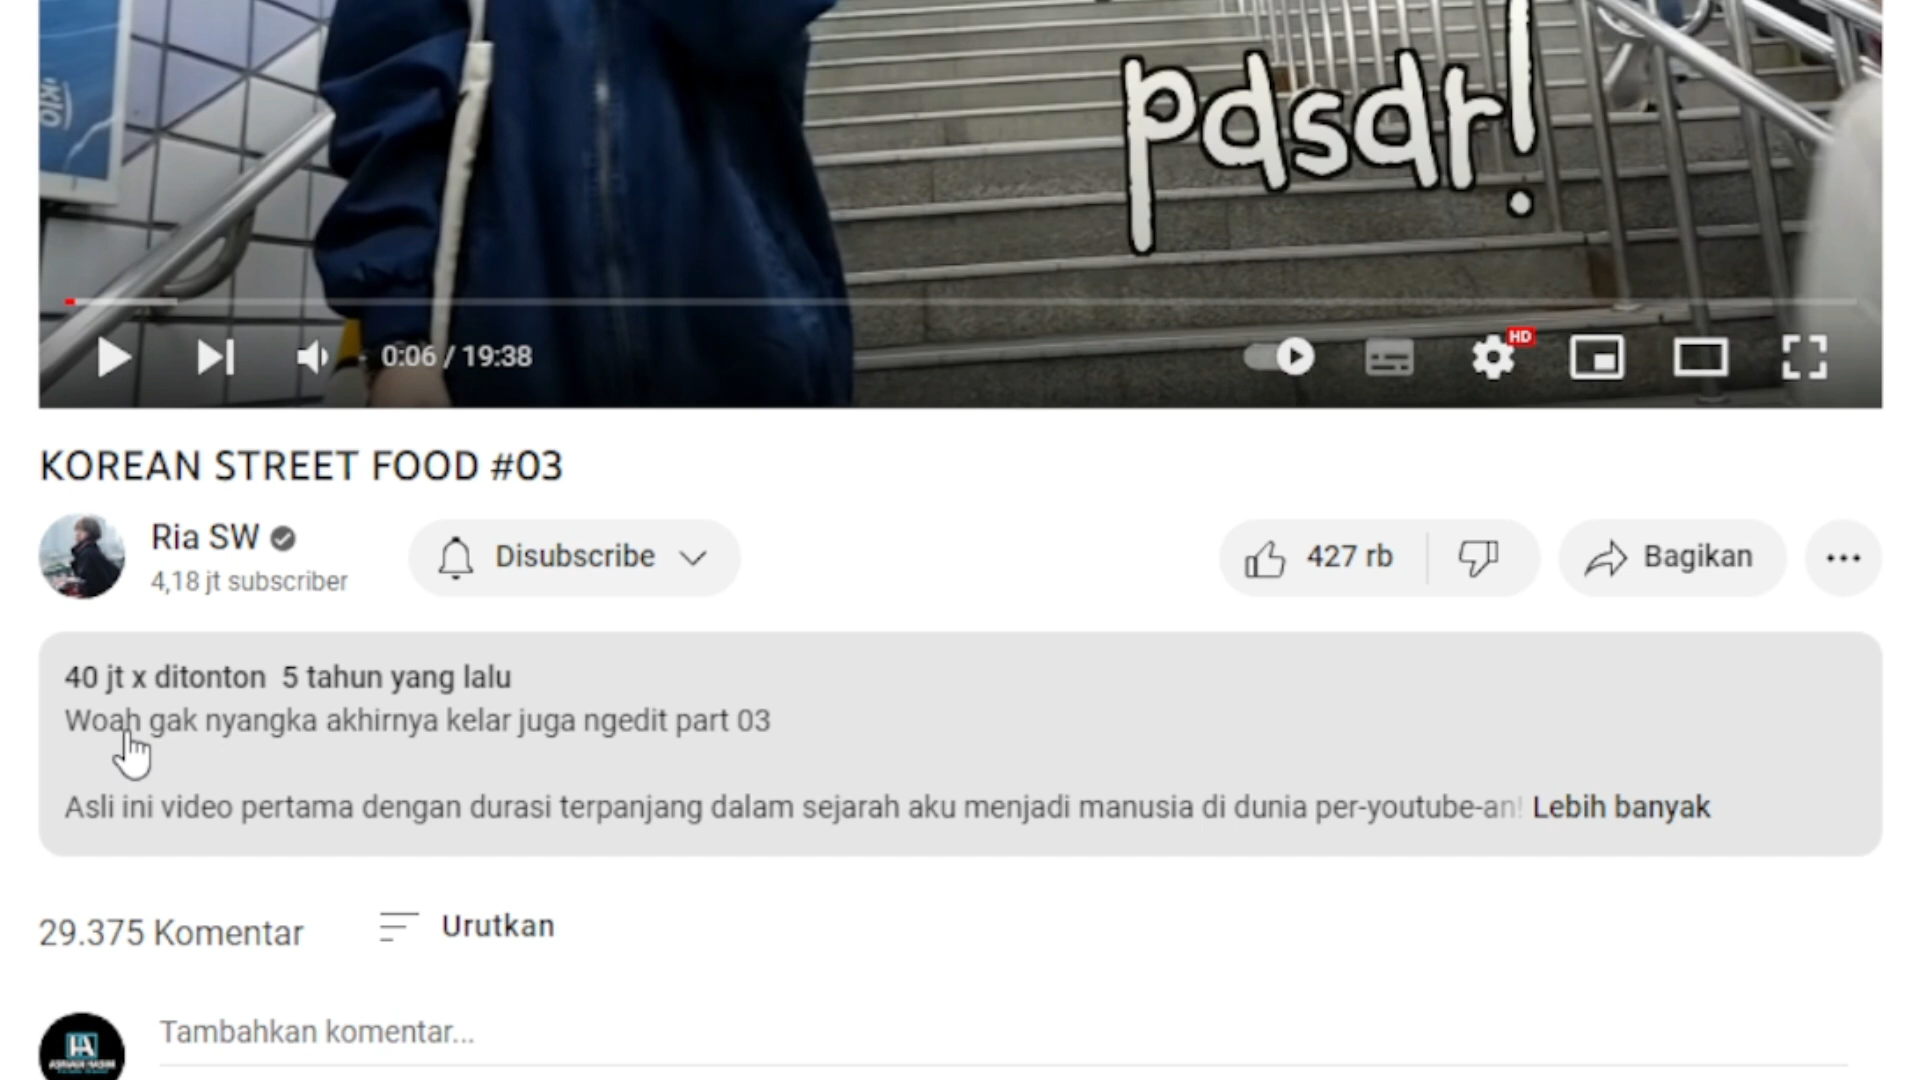 pasar!
0:06 / 19:38
HD
KOREAN STREET FOOD #03
Ria SW
4,18 jt subscriber
Disubscribe
427 rb
Bagikan
40 jt x ditonton 5 tahun yang lalu
Woah gak nyangka akhirnya kelar juga ngedit part 03
Asli ini video pertama dengan durasi terpanjang dalam sejarah aku menjadi manusia di dunia per-youtube-an! Lebih banyak
29.375 Komentar
Urutkan
Tambahkan komentar...